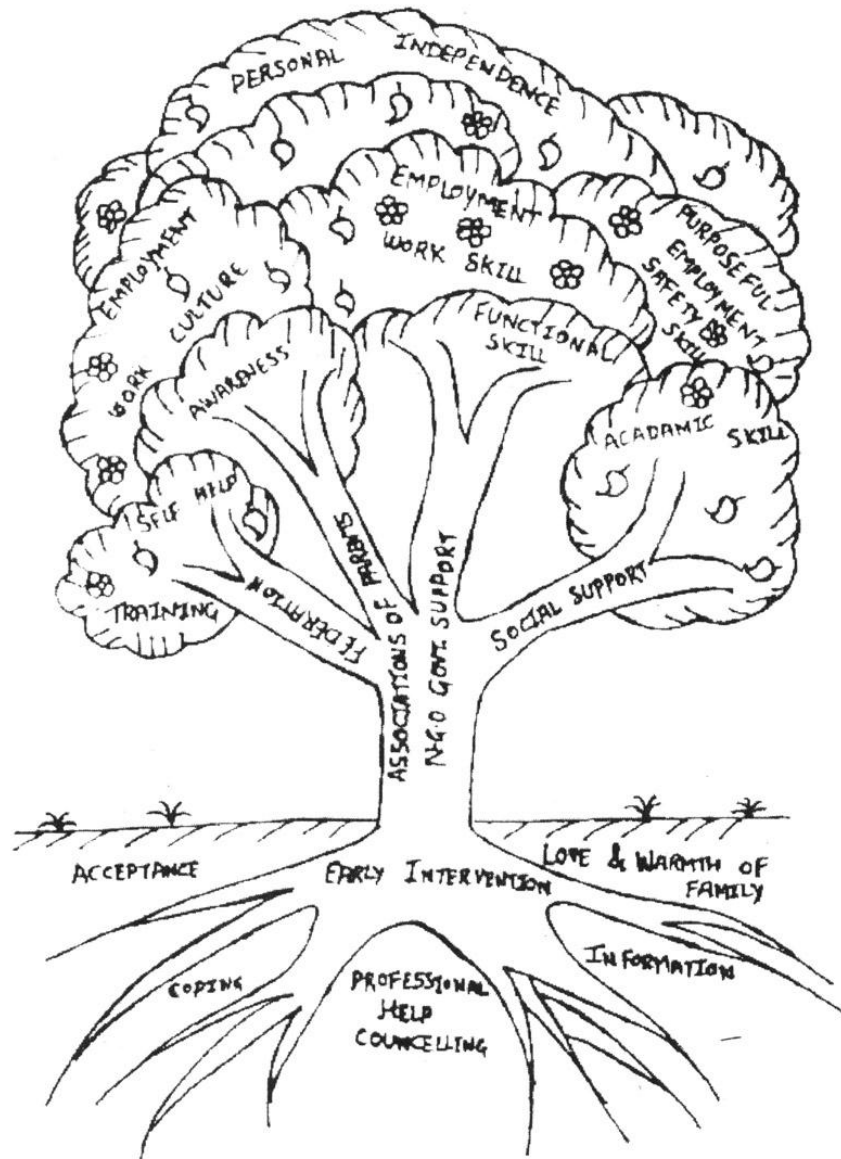 PERSONAL INDEPENDENCE
EMPLOYMENT
WORK SKILL
PURPOSEFUL
EMPLOYMENT
SAFETY
SKILL
EMPLOYMENT
WORK CULTURE
AWARENESS
FUNCTIONAL
SKILL
ACADAMIC SKILL
SELF HELP
TRAINING
FEDERATION
ASSOCIATIONS OF PARENTS
N.G.O GOVT. SUPPORT
SOCIAL SUPPORT
ACCEPTANCE
EARLY INTERVENTION
LOVE & WARMTH OF
FAMILY
COPING
PROFESSIONAL
HELP
COUNCELLING
INFORMATION